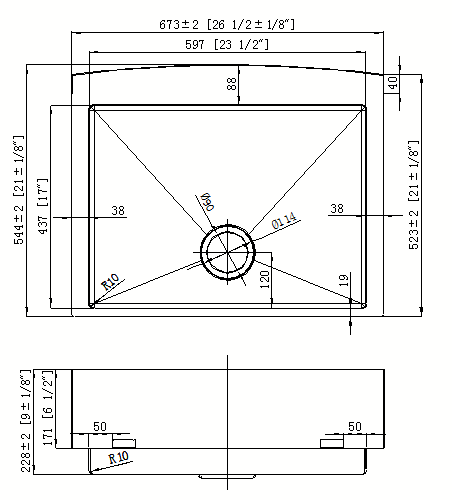 673±2 [26 1/2±1/8"]
597 [23 1/2"]
88
40
544±2 [21±1/8"]
437 [17"]
523±2 [21±1/8"]
38
38
Ø90
Ø114
R10
120
19
228±2 [9±1/8"]
171 [6 1/2"]
50
50
R10